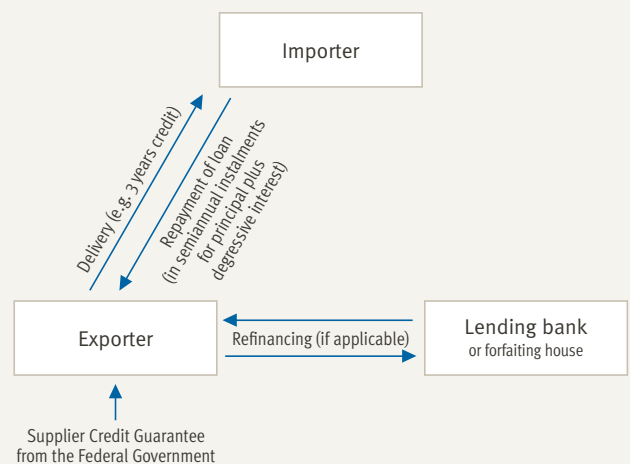 Importer
Delivery (e.g. 3 years credit)
Repayment of loan
(in semiannual instalments
for principal plus
degressive interest)
Exporter
Refinancing (if applicable)
Lending bank
or forfaiting house
Supplier Credit Guarantee
from the Federal Government